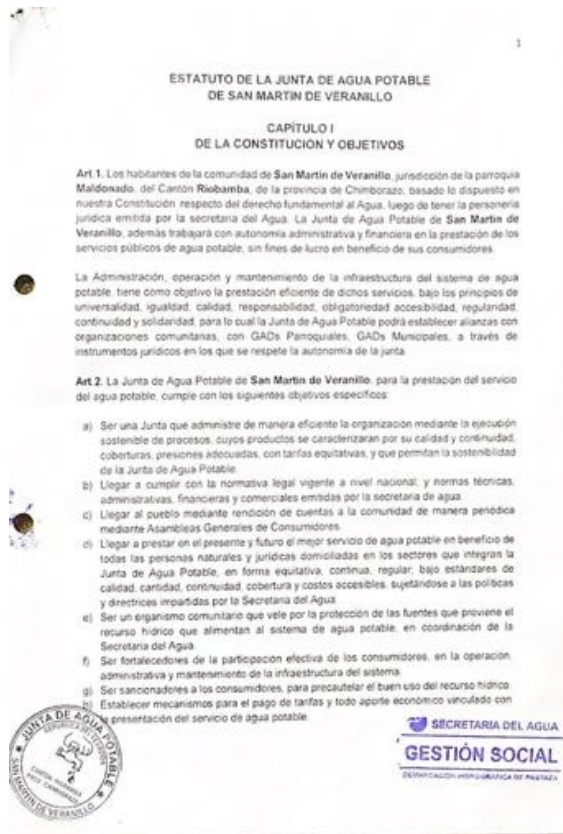 1
ESTATUTO DE LA JUNTA DE AGUA POTABLE
DE SAN MARTIN DE VERANILLO
CAPÍTULO I
DE LA CONSTITUCION Y OBJETIVOS
Art.1. Los habitantes de la comunidad de San Martin de Veranillo, jurisdicción de la parroquia
Maldonado, del Cantón Riobamba, de la provincia de Chimborazo, basado lo dispuesto en
nuestra Constitución respecto del derecho fundamental al Agua, luego de tener la personería
jurídica emitida por la secretaria del Agua. La Junta de Agua Potable de San Martin de
Veranillo, además trabajará con autonomía administrativa y financiera en la prestación de los
servicios públicos de agua potable, sin fines de lucro en beneficio de sus consumidores.
La Administración, operación y mantenimiento de la infraestructura del sistema de agua
potable, tiene como objetivo la prestación eficiente de dichos servicios, bajo los principios de
universalidad, igualdad, calidad, responsabilidad, obligatoriedad accesibilidad, regularidad,
continuidad y solidaridad, para lo cual la Junta de Agua Potable podrá establecer alianzas con
organizaciones comunitarias, con GADs Parroquiales, GADs Municipales, a través de
instrumentos jurídicos en los que se respete la autonomía de la junta.
Art.2. La Junta de Agua Potable de San Martin de Veranillo, para la prestación del servicio
del agua potable, cumple con los siguientes objetivos específicos:
a) Ser una Junta que administre de manera eficiente la organización mediante la ejecución
sostenible de procesos, cuyos productos se caracterizaran por su calidad y continuidad,
coberturas, presiones adecuadas, con tarifas equitativas, y que permitan la sostenibilidad
de la Junta de Agua Potable.
b) Llegar a cumplir con la normativa legal vigente a nivel nacional, y normas técnicas,
administrativas, financieras y comerciales emitidas por la secretaria de agua.
c) Llegar al pueblo mediante rendición de cuentas a la comunidad de manera periódica
mediante Asambleas Generales de Consumidores.
d) Llegar a prestar en el presente y futuro el mejor servicio de agua potable en beneficio de
todas las personas naturales y jurídicas domiciliadas en los sectores que integran la
Junta de Agua Potable, en forma equitativa, continua, regular, bajo estándares de
calidad, cantidad, continuidad, cobertura y costos accesibles, sujetándose a las políticas
y directrices impartidas por la Secretaria del Agua.
e) Ser un organismo comunitario que vele por la protección de las fuentes que previene el
recurso hídrico que alimentan al sistema de agua potable, en coordinación de la
Secretaria del Agua.
f) Ser fortalecedores de la participación efectiva de los consumidores, en la operación,
administrativa y mantenimiento de la infraestructura del sistema.
g) Ser sancionadores a los consumidores, para precautelar el buen uso del recurso hídrico.
h) Establecer mecanismos para el pago de tarifas y todo aporte económico vinculado con
la presentación del servicio de agua potable.
JUNTA DE AGUA POTABLE
REPUBLICA DEL ECUADOR
CANTON RIOBAMBA
PROV. CHIMBORAZO
SAN MARTIN DE VERANILLO
SECRETARIA DEL AGUA
GESTIÓN SOCIAL
DEMARCACION HIDROGRAFICA DE PASTAZA